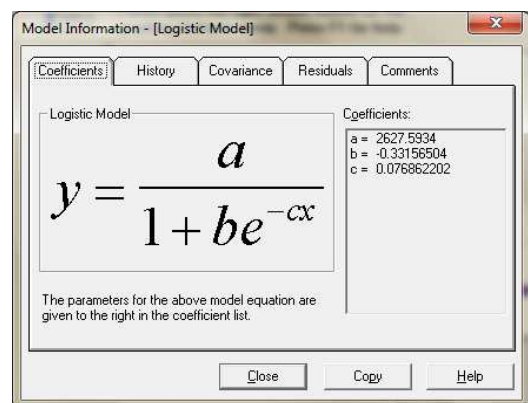 Model Information - [Logistic Model]
Coefficients History Covariance Residuals Comments
Logistic Model
y = a / (1 + be^{-cx})
The parameters for the above model equation are
given to the right in the coefficient list.
Coefficients:
a = 2627.5934
b = -0.33156504
c = 0.076862202
Close Copy Help